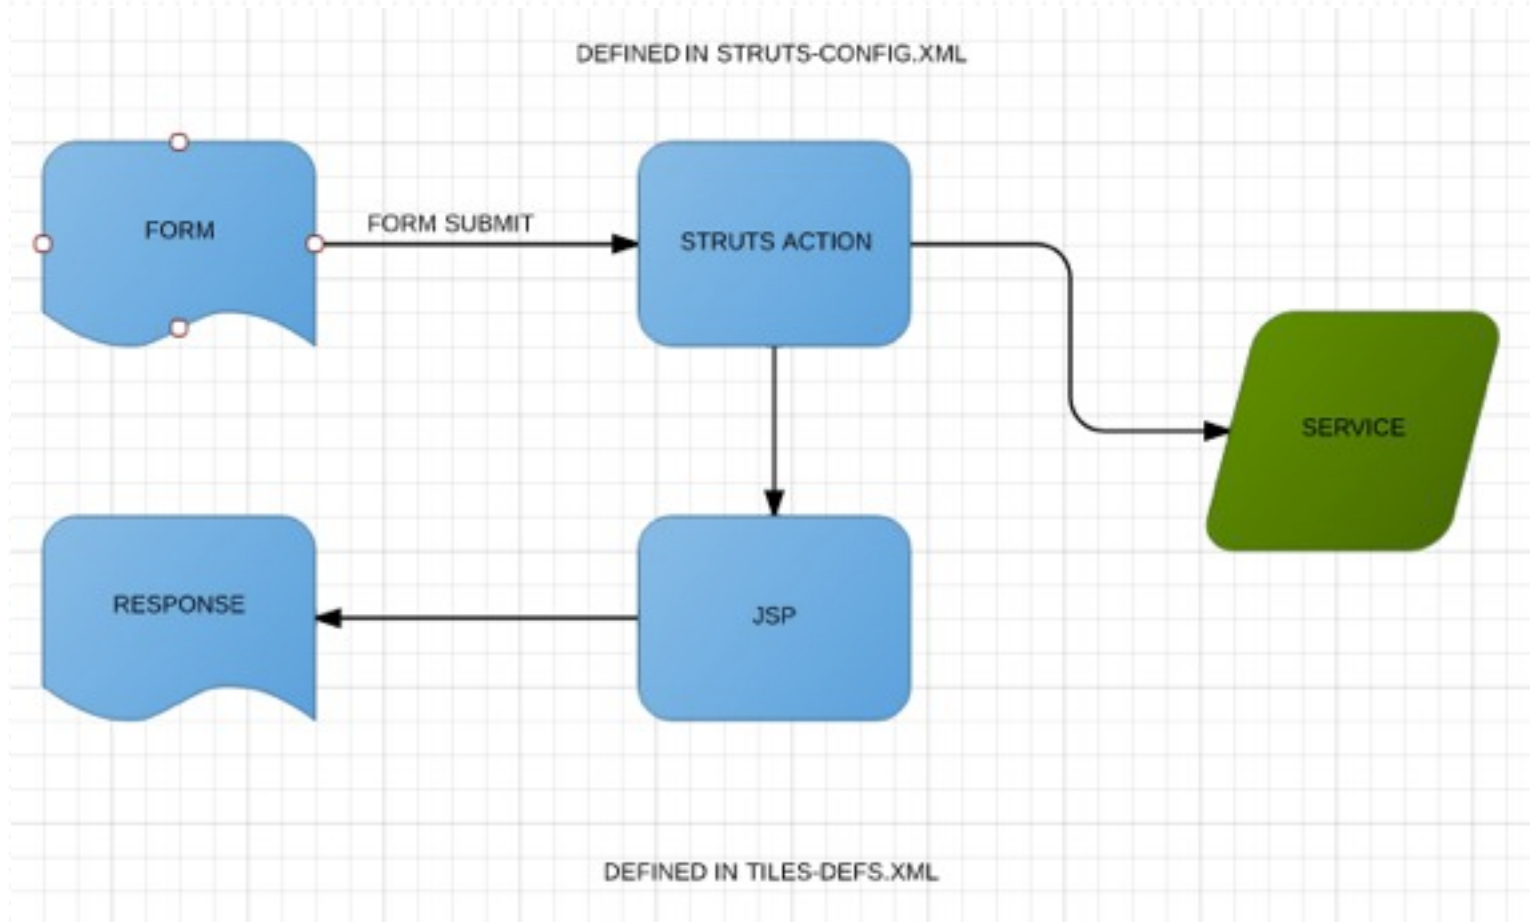 DEFINED IN STRUTS-CONFIG.XML
FORM
FORM SUBMIT
STRUTS ACTION
SERVICE
RESPONSE
JSP
DEFINED IN TILES-DEFS.XML